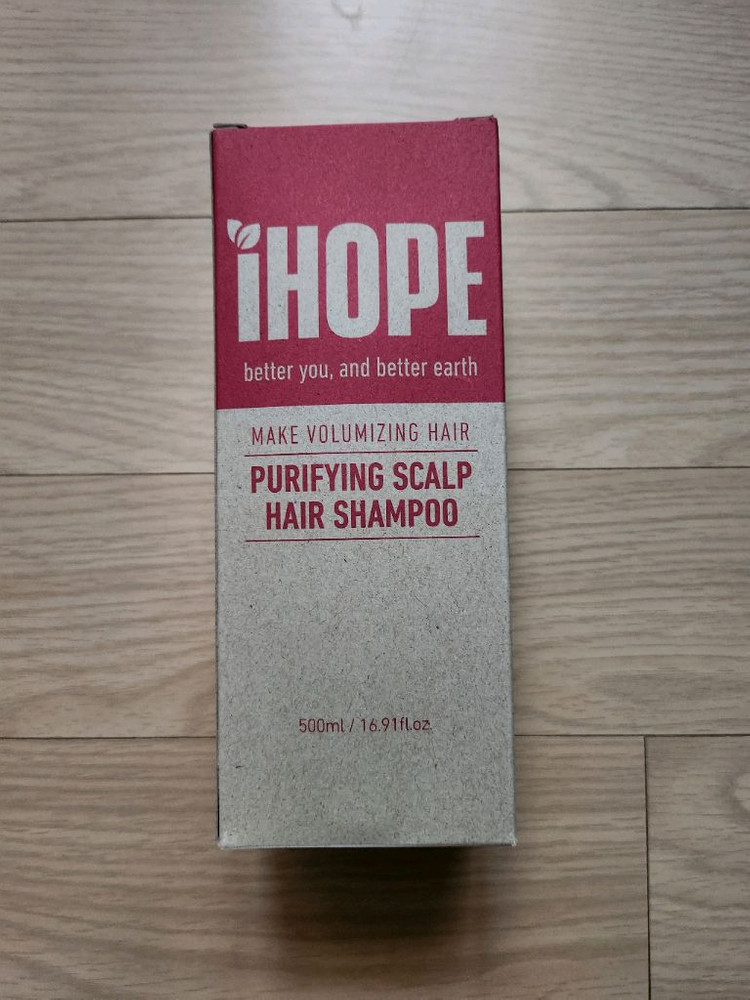 iHOPE
better you, and better earth
MAKE VOLUMIZING HAIR
PURIFYING SCALP
HAIR SHAMPOO
500ml / 16.91fl.oz.